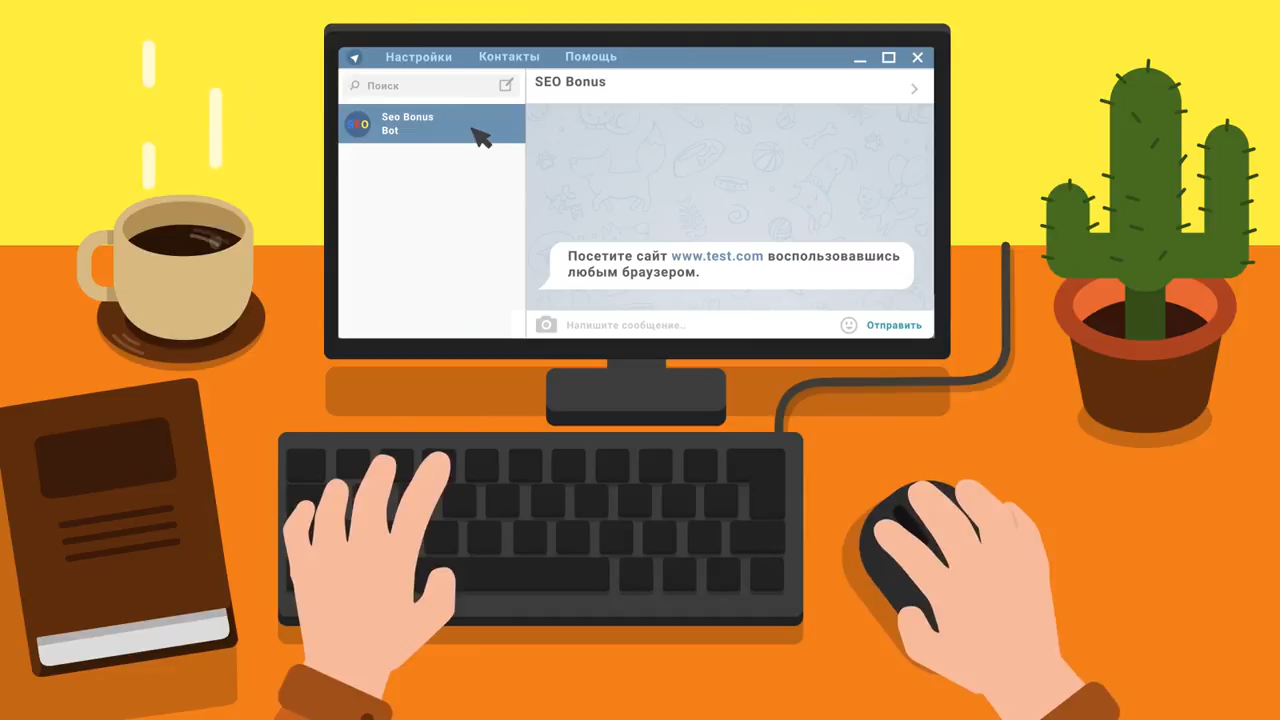 Настройки Контакты Помощь
Поиск
SEO Bonus
SEO
Seo Bonus
Bot
Посетите сайт www.test.com воспользовавшись
любым браузером.
Напишите сообщение..
Отправить